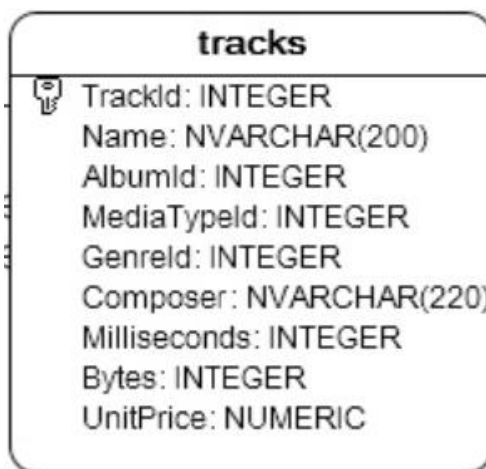 tracks
TrackId: INTEGER
Name: NVARCHAR(200)
AlbumId: INTEGER
MediaTypeId: INTEGER
GenreId: INTEGER
Composer: NVARCHAR(220)
Milliseconds: INTEGER
Bytes: INTEGER
UnitPrice: NUMERIC